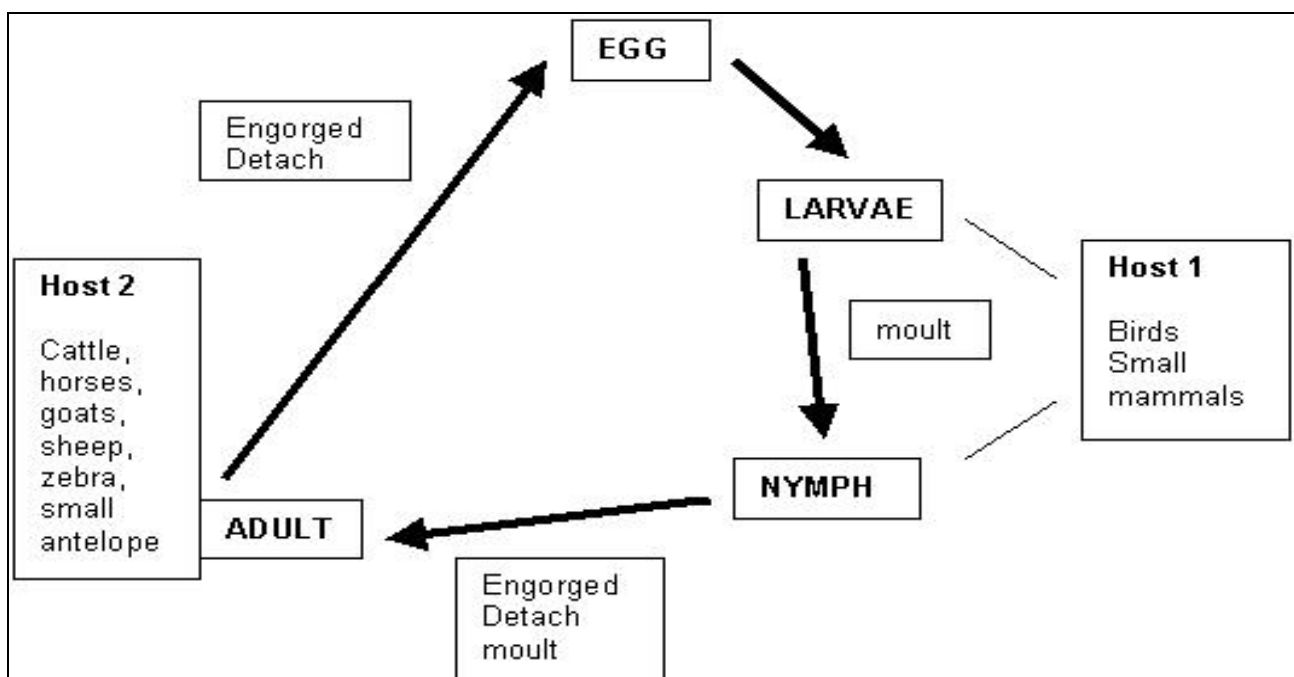 EGG
Engorged
Detach
LARVAE
Host 1
Birds
Small
mammals
moult
Host 2
Cattle,
horses,
goats,
sheep,
zebra,
small
antelope
NYMPH
ADULT
Engorged
Detach
moult